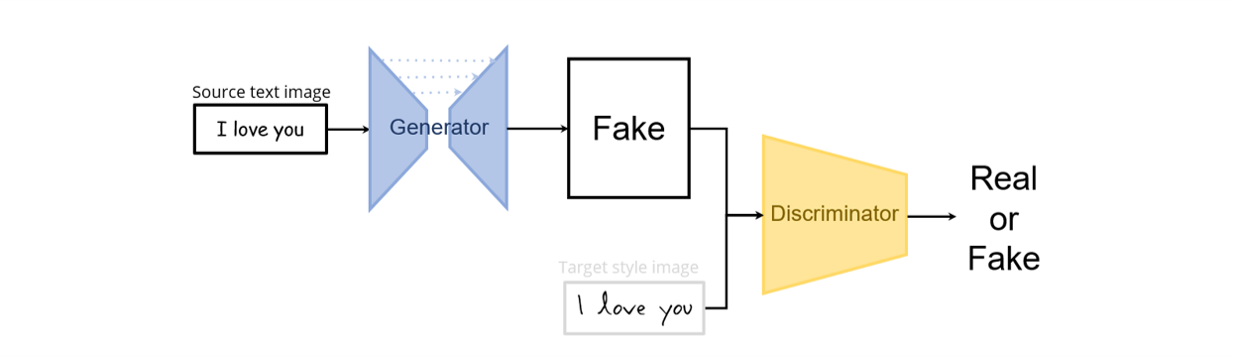 Source text image
I love you
Generator
Fake
Target style image
I love you
Discriminator
Real
or
Fake